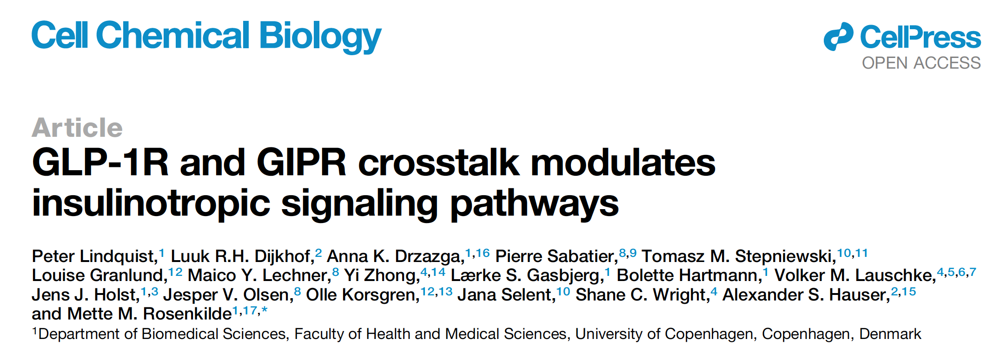 Cell Chemical Biology
CellPress
OPEN ACCESS
Article
GLP-1R and GIPR crosstalk modulates
insulinotropic signaling pathways
Peter Lindquist,1 Luuk R.H. Dijkhof,2 Anna K. Drzazga,1,16 Pierre Sabatier,8,9 Tomasz M. Stepniewski,10,11
Louise Granlund,12 Maico Y. Lechner,8 Yi Zhong,4,14 Lærke S. Gasbjerg,1 Bolette Hartmann,1 Volker M. Lauschke,4,5,6,7
Jens J. Holst,1,3 Jesper V. Olsen,8 Olle Korsgren,12,13 Jana Selent,10 Shane C. Wright,4 Alexander S. Hauser,2,15
and Mette M. Rosenkilde1,17,*
1Department of Biomedical Sciences, Faculty of Health and Medical Sciences, University of Copenhagen, Copenhagen, Denmark